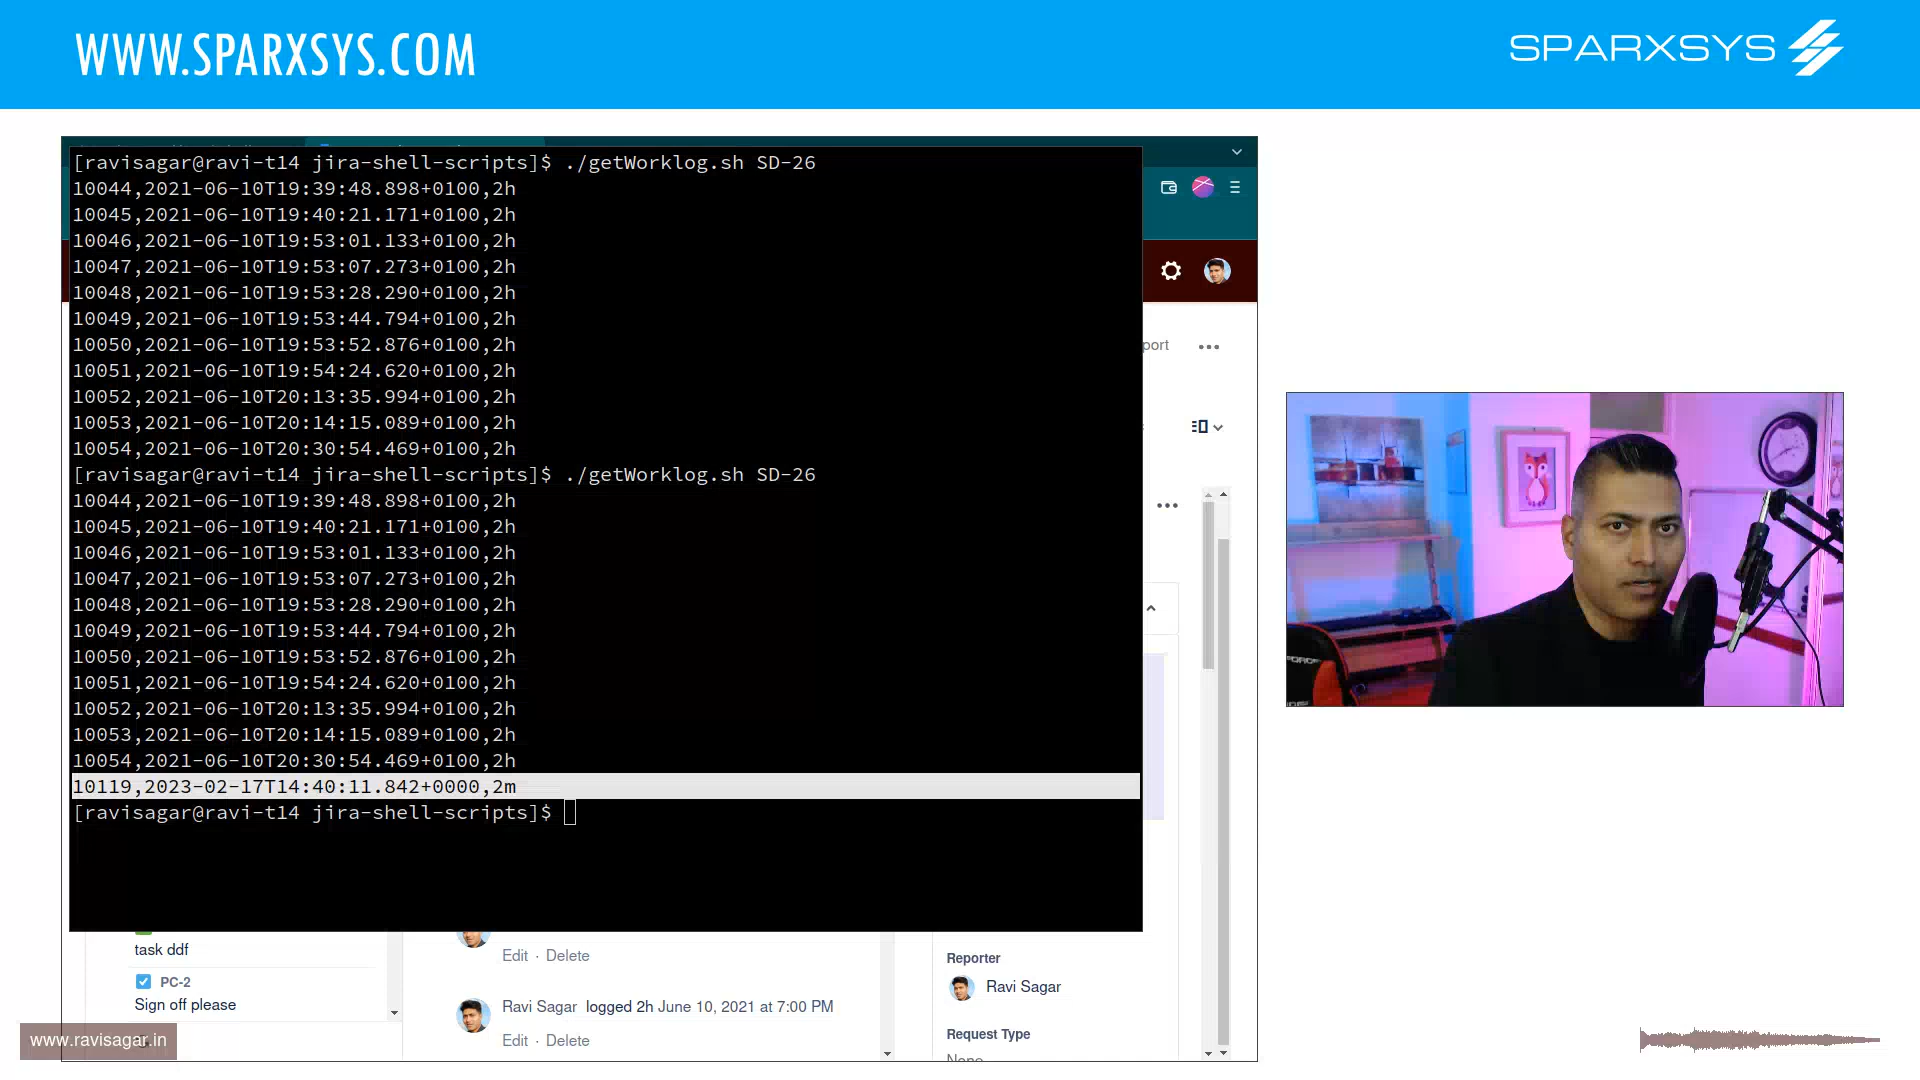 WWW.SPARXSYS.COM
SPARXSYS
[ravisagar@ravi-t14 jira-shell-scripts]$ ./getWorklog.sh SD-26
10044,2021-06-10T19:39:48.898+0100,2h
10045,2021-06-10T19:40:21.171+0100,2h
10046,2021-06-10T19:53:01.133+0100,2h
10047,2021-06-10T19:53:07.273+0100,2h
10048,2021-06-10T19:53:28.290+0100,2h
10049,2021-06-10T19:53:44.794+0100,2h
10050,2021-06-10T19:53:52.876+0100,2h
10051,2021-06-10T19:54:24.620+0100,2h
10052,2021-06-10T20:13:35.994+0100,2h
10053,2021-06-10T20:14:15.089+0100,2h
10054,2021-06-10T20:30:54.469+0100,2h
[ravisagar@ravi-t14 jira-shell-scripts]$ ./getWorklog.sh SD-26
10044,2021-06-10T19:39:48.898+0100,2h
10045,2021-06-10T19:40:21.171+0100,2h
10046,2021-06-10T19:53:01.133+0100,2h
10047,2021-06-10T19:53:07.273+0100,2h
10048,2021-06-10T19:53:28.290+0100,2h
10049,2021-06-10T19:53:44.794+0100,2h
10050,2021-06-10T19:53:52.876+0100,2h
10051,2021-06-10T19:54:24.620+0100,2h
10052,2021-06-10T20:13:35.994+0100,2h
10053,2021-06-10T20:14:15.089+0100,2h
10054,2021-06-10T20:30:54.469+0100,2h
10119,2023-02-17T14:40:11.842+0000,2m
[ravisagar@ravi-t14 jira-shell-scripts]$
port
task ddf
PC-2
Sign off please
Edit · Delete
Ravi Sagar logged 2h June 10, 2021 at 7:00 PM
Edit · Delete
Reporter
Ravi Sagar
Request Type
www.ravisagar.in